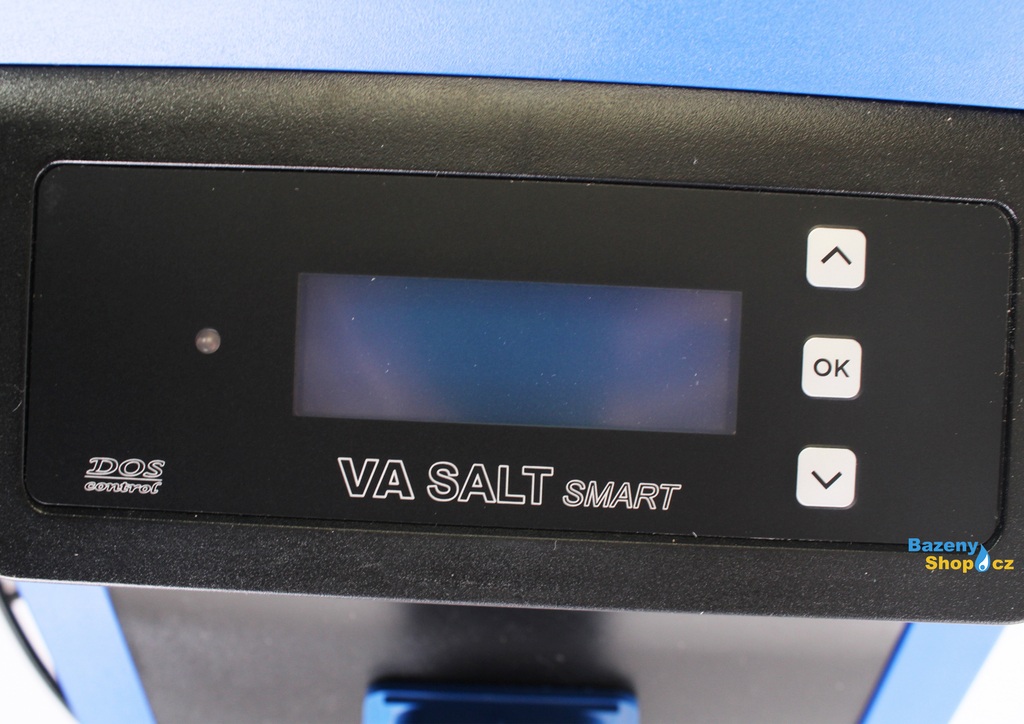 OK
DOS
control
VA SALT SMART
Bazeny
Shop.cz